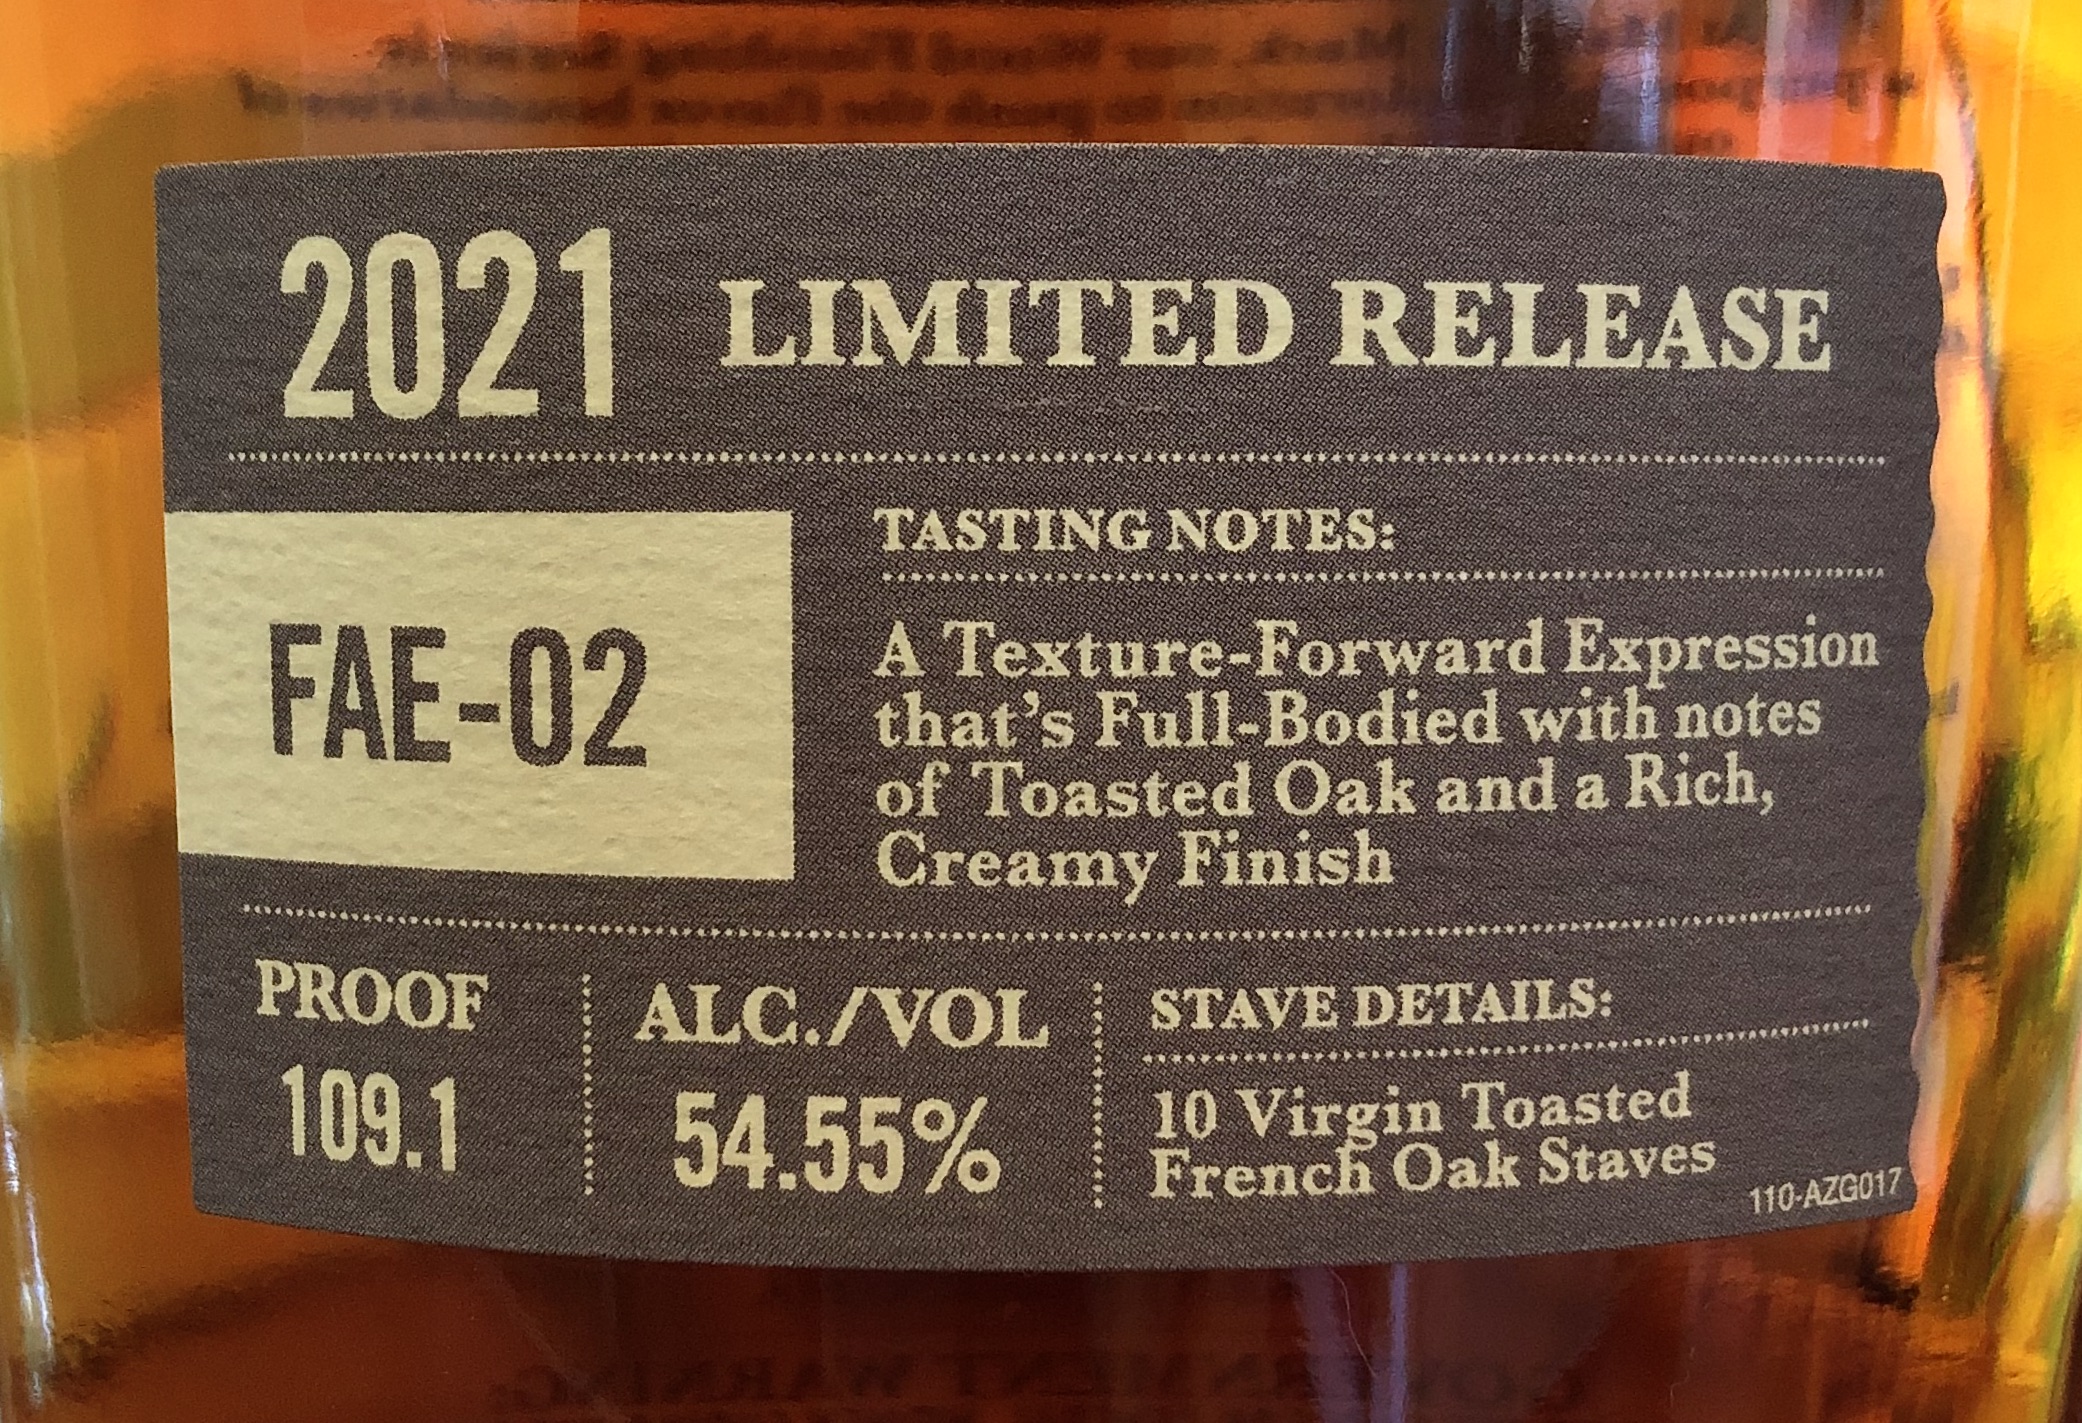 2021 LIMITED RELEASE
FAE-02
TASTING NOTES:
A Texture-Forward Expression
that's Full-Bodied with notes
of Toasted Oak and a Rich,
Creamy Finish
PROOF
109.1
ALC./VOL
54.55%
STAVE DETAILS:
10 Virgin Toasted
French Oak Staves
110-AZG017